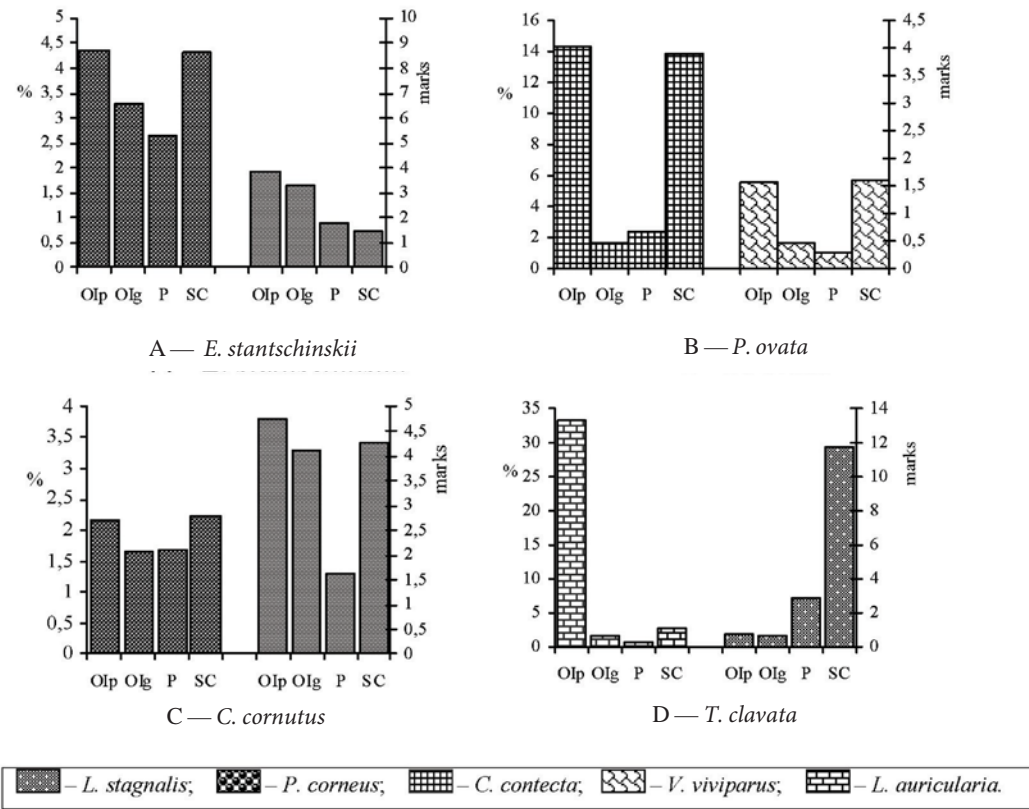 5 10
4,5 9
4 8
% 3,5 7 marks
3 6
2,5 5
2 4
1,5 3
1 2
0,5 1
0 0
OIp OIg P SC OIp OIg P SC
A — E. stantschinskii
16 4,5
14 4
12 3,5
% 10 3 marks
8 2,5
6 2
4 1,5
2 1
0 0,5
0
OIp OIg P SC OIp OIg P SC
B — P. ovata
4 5
3,5 4,5
3 4
% 2,5 3,5 marks
2 3
1,5 2,5
1 2
0,5 1,5
0 1
0,5
0
OIp OIg P SC OIp OIg P SC
C — C. cornutus
35 14
30 12
% 25 10 marks
20 8
15 6
10 4
5 2
0 0
OIp OIg P SC OIp OIg P SC
D — T. clavata
– L. stagnalis; – P. corneus; – C. contecta; – V. viviparus; – L. auricularia.